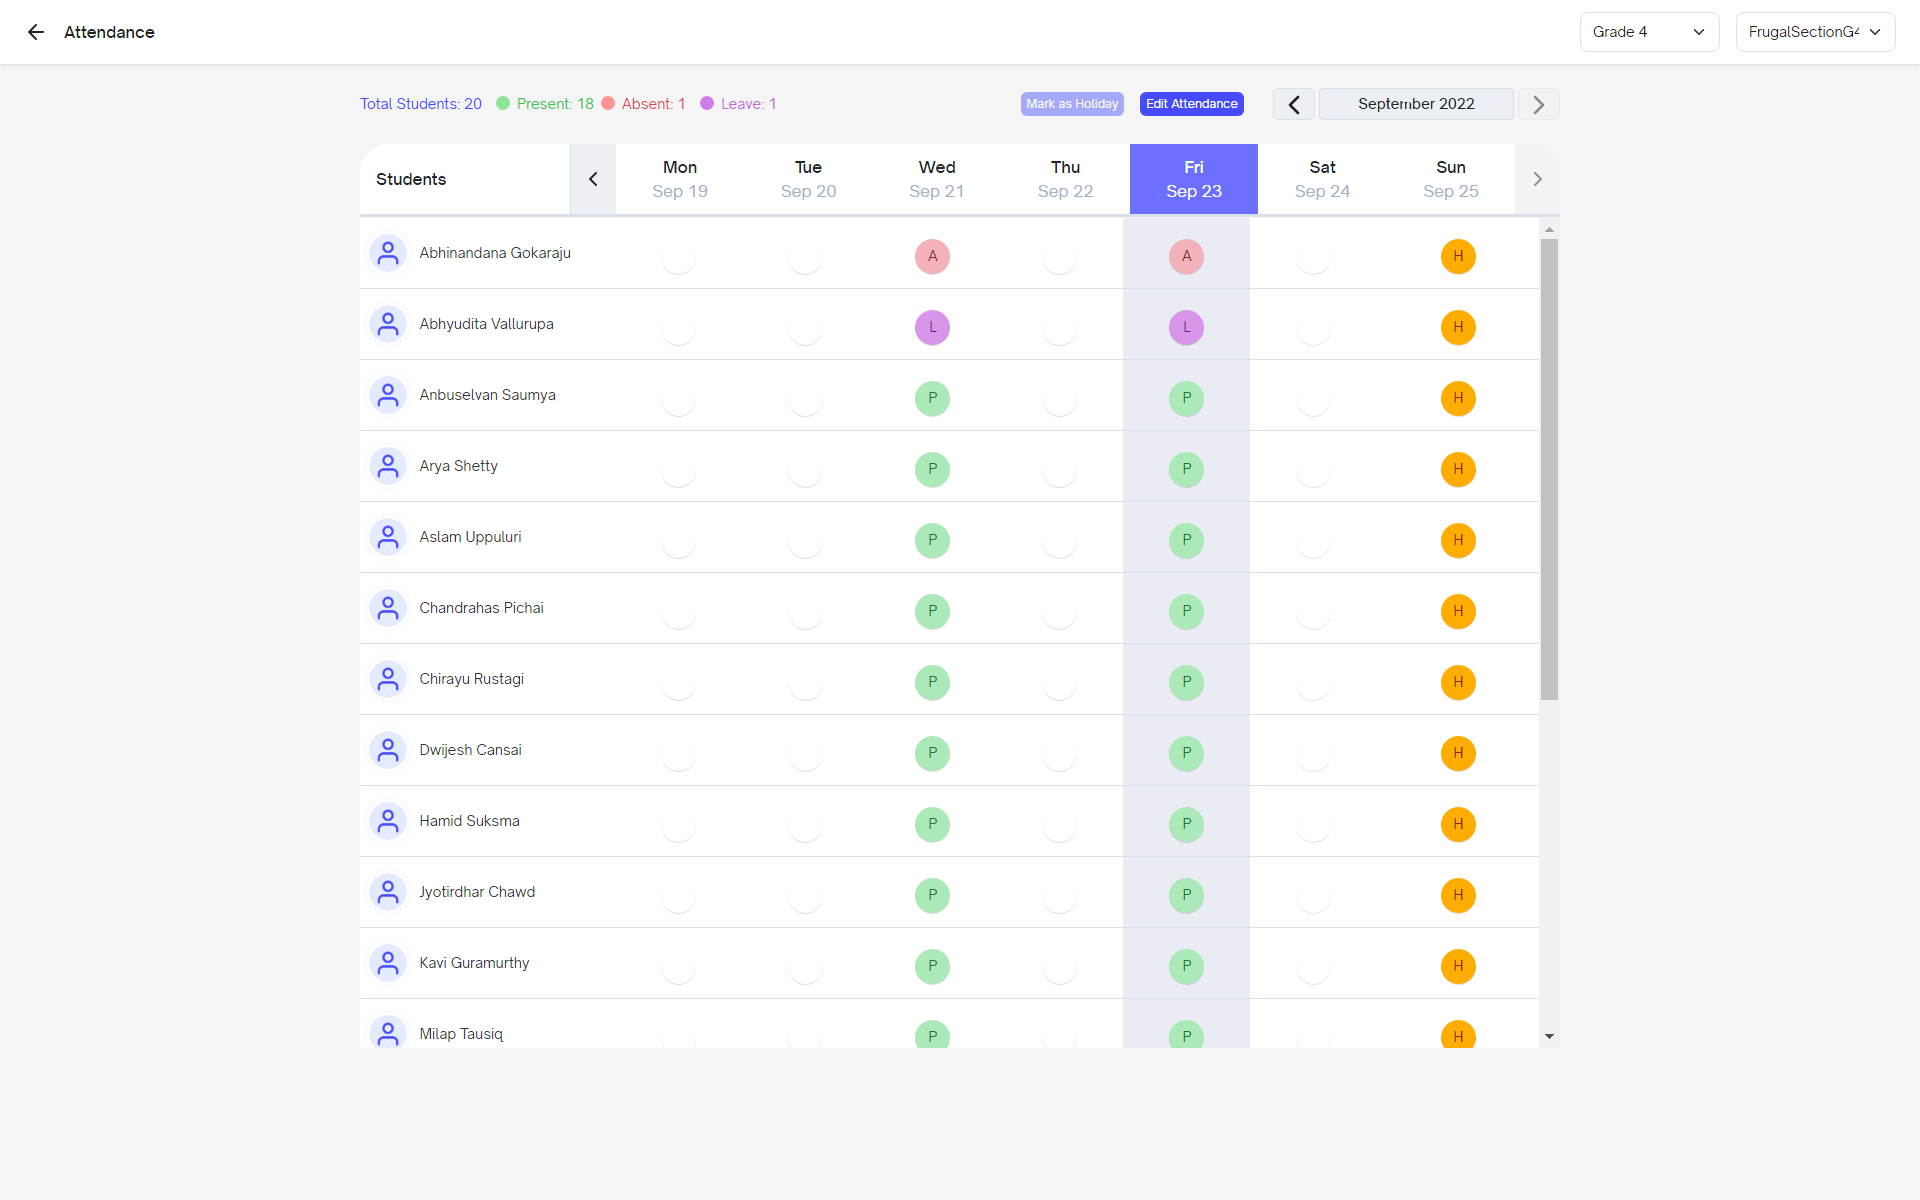 Attendance
Grade 4
FrugalSectionG4
Total Students: 20 Present: 18 Absent: 1 Leave: 1
Mark as Holiday
Edit Attendance
September 2022
Students
Mon Tue Wed Thu Fri Sat Sun
Sep 19 Sep 20 Sep 21 Sep 22 Sep 23 Sep 24 Sep 25
Abhinandana Gokaraju A A H
Abhyudita Vallurupa L L H
Anbuselvan Saumya P P H
Arya Shetty P P H
Aslam Uppuluri P P H
Chandrahas Pichai P P H
Chirayu Rustagi P P H
Dwijesh Cansai P P H
Hamid Suksma P P H
Jyotirdhar Chawd P P H
Kavi Guramurthy P P H
Milap Tausiq P P H